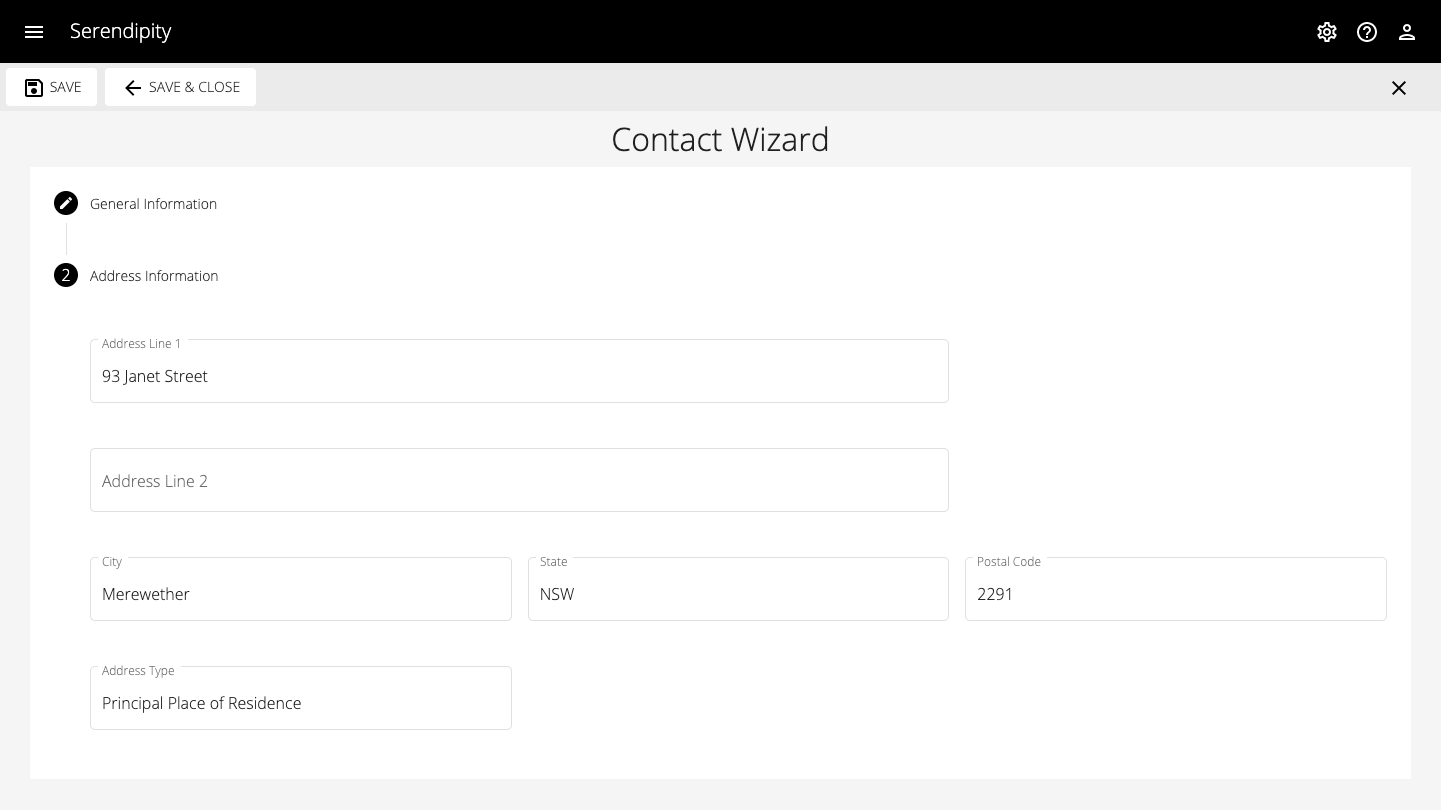 Serendipity
SAVE
SAVE & CLOSE
Contact Wizard
General Information
2
Address Information
Address Line 1
93 Janet Street
Address Line 2
City
Merewether
State
NSW
Postal Code
2291
Address Type
Principal Place of Residence